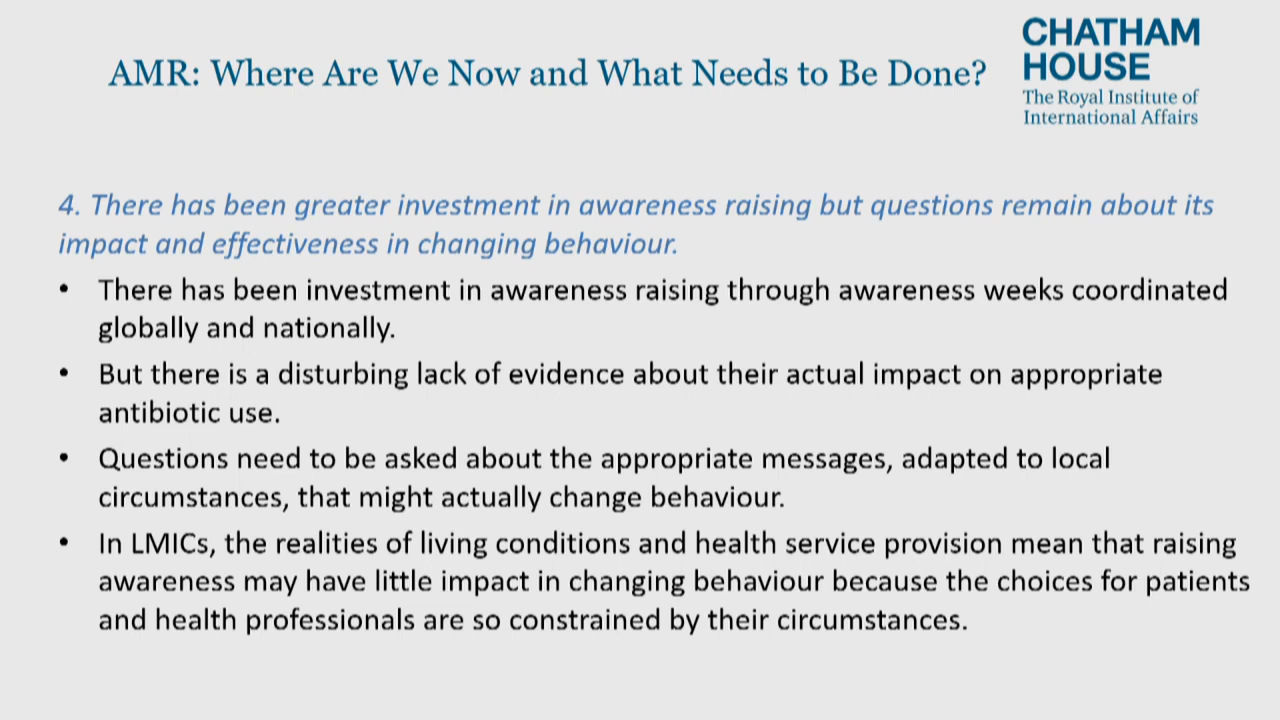 AMR: Where Are We Now and What Needs to Be Done?
CHATHAM
HOUSE
The Royal Institute of
International Affairs
4. There has been greater investment in awareness raising but questions remain about its
impact and effectiveness in changing behaviour.
• There has been investment in awareness raising through awareness weeks coordinated
globally and nationally.
• But there is a disturbing lack of evidence about their actual impact on appropriate
antibiotic use.
• Questions need to be asked about the appropriate messages, adapted to local
circumstances, that might actually change behaviour.
• In LMICs, the realities of living conditions and health service provision mean that raising
awareness may have little impact in changing behaviour because the choices for patients
and health professionals are so constrained by their circumstances.